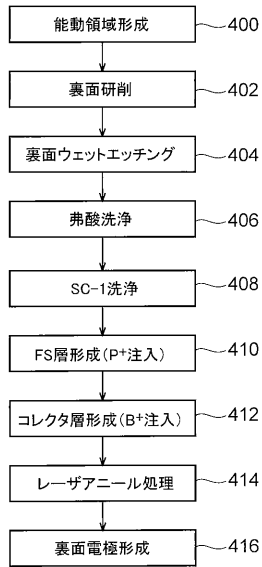 能動領域形成 400
裏面研削 402
裏面ウェットエッチング 404
弗酸洗浄 406
SC-1洗浄 408
FS層形成(P⁺注入) 410
コレクタ層形成(B⁺注入) 412
レーザアニール処理 414
裏面電極形成 416